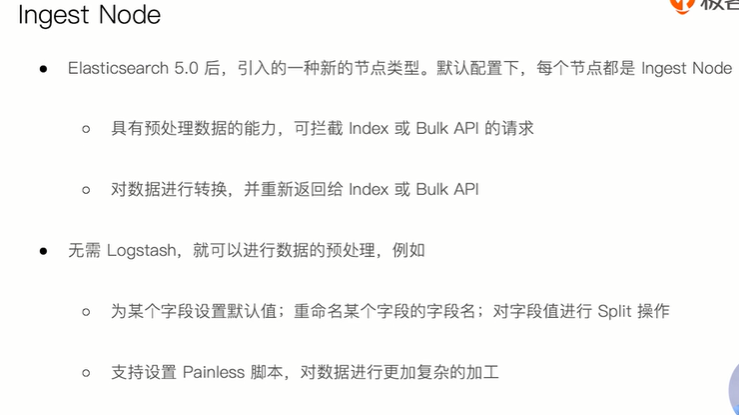 Ingest Node
● Elasticsearch 5.0 后，引入的一种新的节点类型。默认配置下，每个节点都是 Ingest Node
○ 具有预处理数据的能力，可拦截 Index 或 Bulk API 的请求
○ 对数据进行转换，并重新返回给 Index 或 Bulk API
● 无需 Logstash，就可以进行数据的预处理，例如
○ 为某个字段设置默认值；重命名某个字段的字段名；对字段值进行 Split 操作
○ 支持设置 Painless 脚本，对数据进行更加复杂的加工